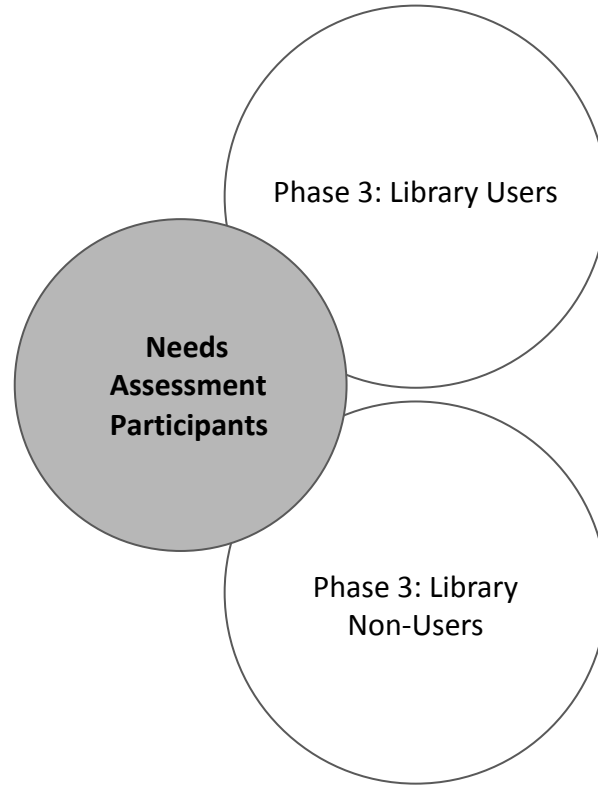 Phase 3: Library Users
Needs
Assessment
Participants
Phase 3: Library
Non-Users